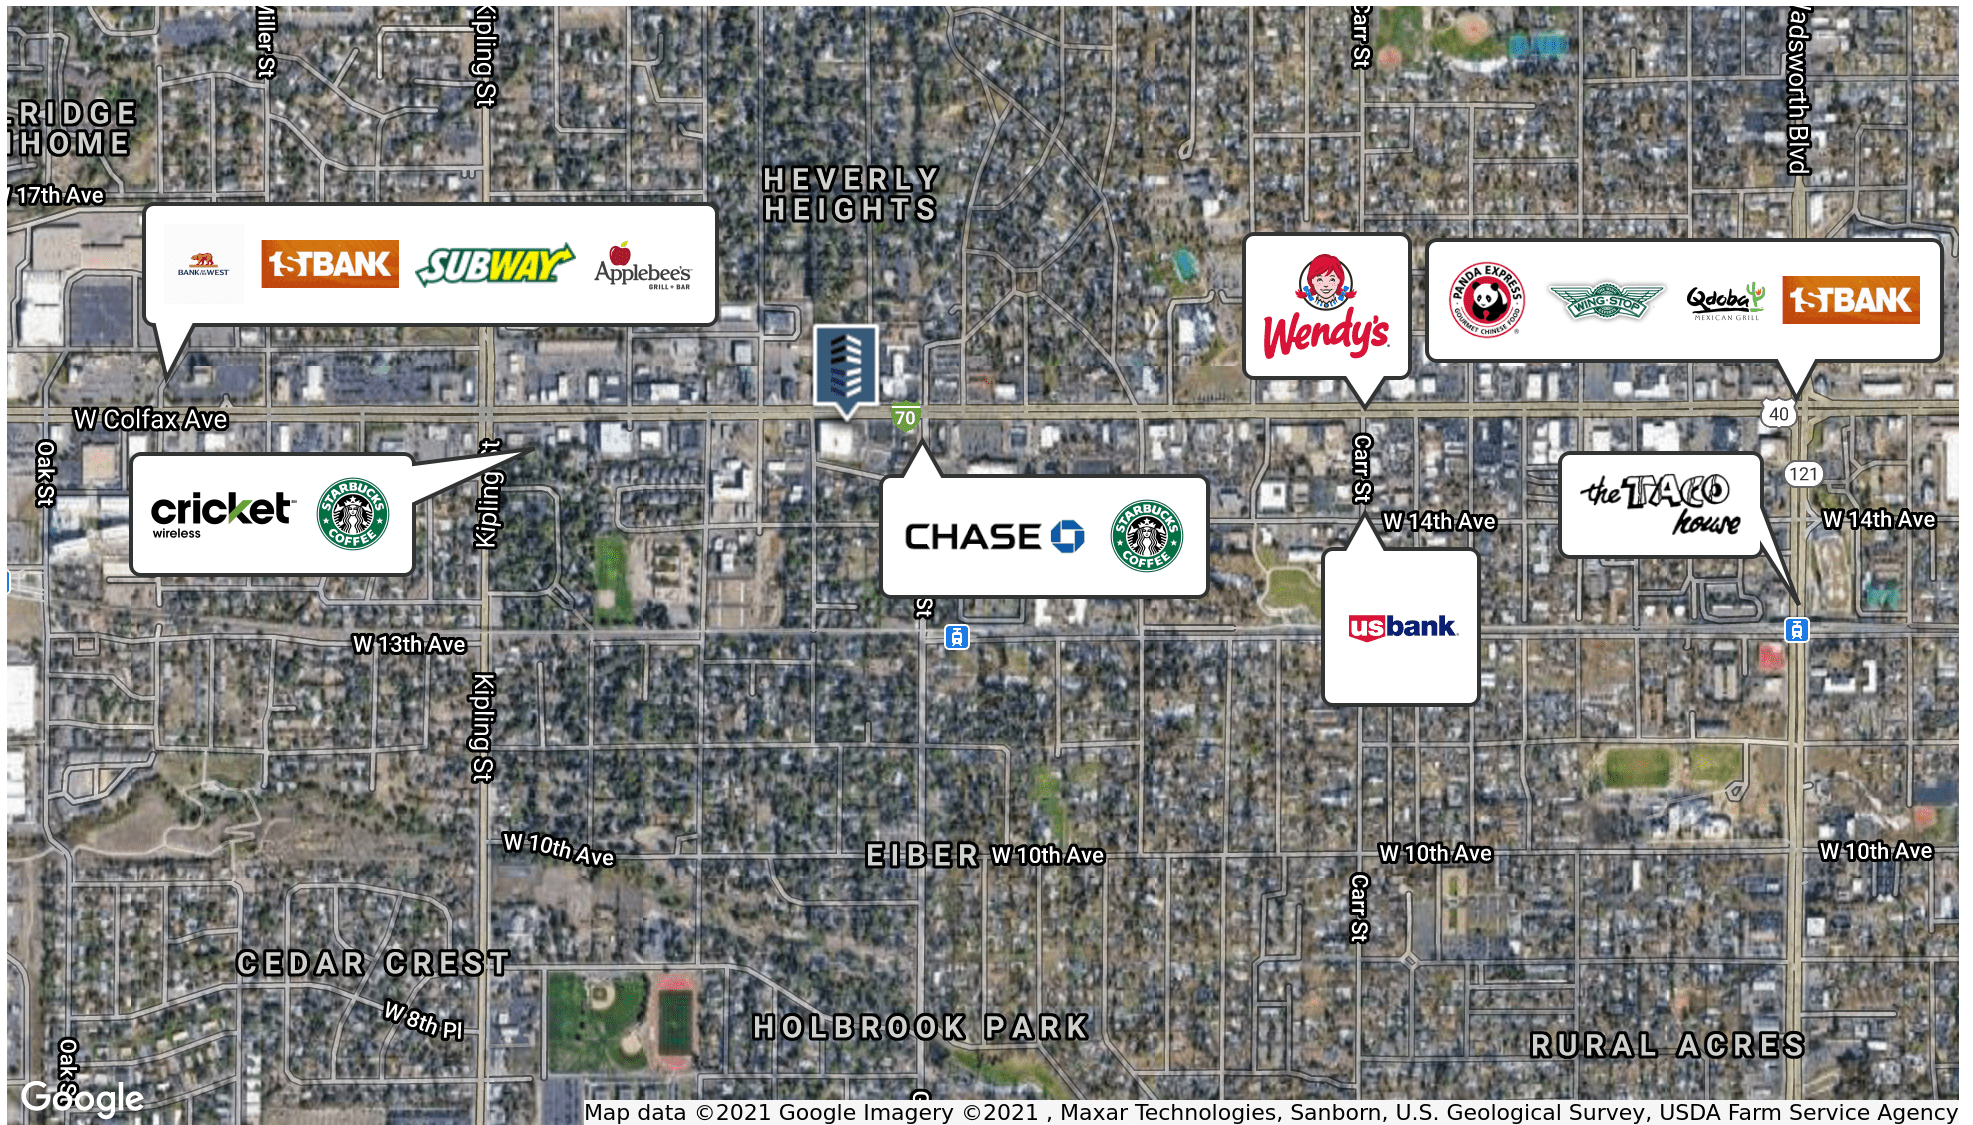 Miller St
Kipling St
Carr St
Wadsworth Blvd
RIDGE
HOME
W 17th Ave
HEVERLY
HEIGHTS
BANK OF THE WEST
1STBANK
SUBWAY
Applebee's
GRILL + BAR
Wendy's
PANDA EXPRESS
GOURMET CHINESE FOOD
WING·STOP
Qdoba
MEXICAN GRILL
1STBANK
W Colfax Ave
70
40
Oak St
cricket
wireless
STARBUCKS
COFFEE
Kipling St
CHASE
STARBUCKS
COFFEE
Carr St
121
the TACO
house
W 14th Ave
W 14th Ave
St
usbank
W 13th Ave
Kipling St
W 10th Ave
EIBER
W 10th Ave
W 10th Ave
W 10th Ave
Carr St
CEDAR CREST
W 8th Pl
HOLBROOK PARK
RURAL ACRES
Oak St
Google
Map data ©2021 Google Imagery ©2021 , Maxar Technologies, Sanborn, U.S. Geological Survey, USDA Farm Service Agency